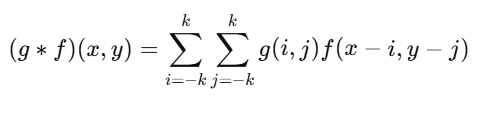 (g * f)(x, y) = \sum_{i=-k}^{k} \sum_{j=-k}^{k} g(i, j) f(x − i, y − j)